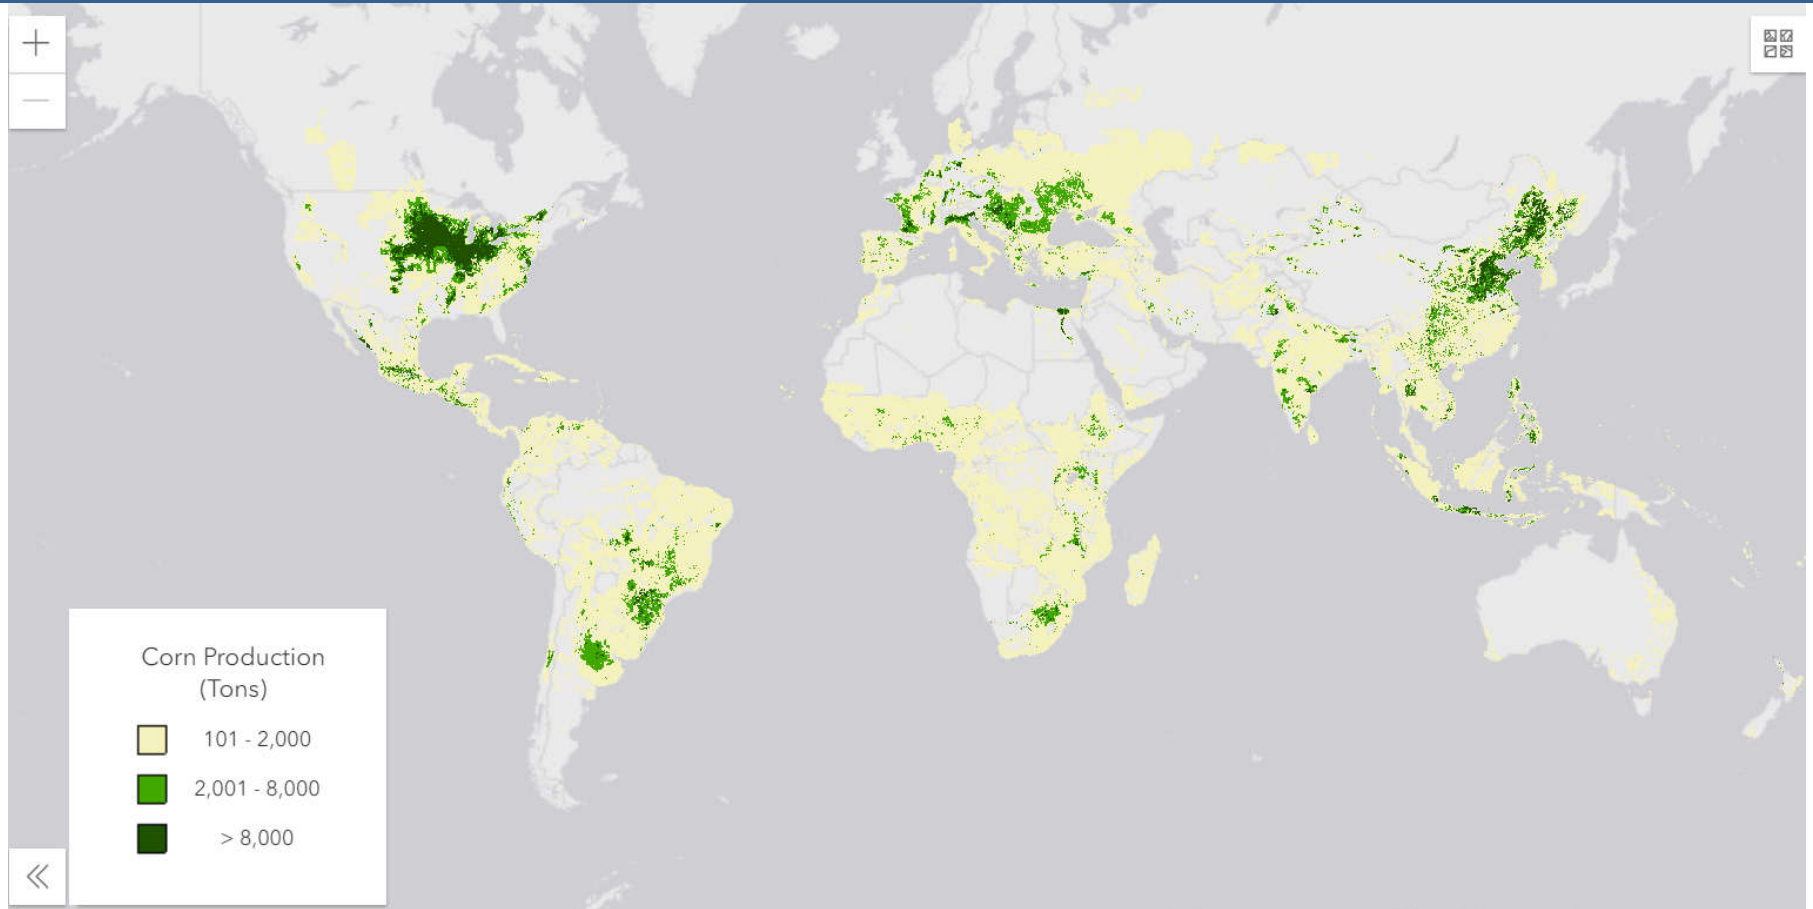 Corn Production
(Tons)
101 - 2,000
2,001 - 8,000
> 8,000